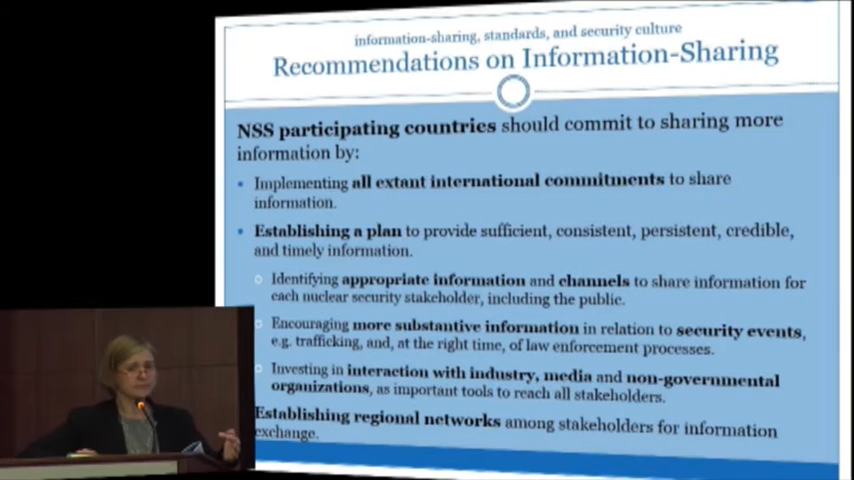 information-sharing, standards, and security culture
Recommendations on Information-Sharing
NSS participating countries should commit to sharing more
information by:
Implementing all extant international commitments to share
information.
Establishing a plan to provide sufficient, consistent, persistent, credible,
and timely information.
Identifying appropriate information and channels to share information for
each nuclear security stakeholder, including the public.
Encouraging more substantive information in relation to security events,
e.g. trafficking, and, at the right time, of law enforcement processes.
Investing in interaction with industry, media and non-governmental
organizations, as important tools to reach all stakeholders.
Establishing regional networks among stakeholders for information
exchange.